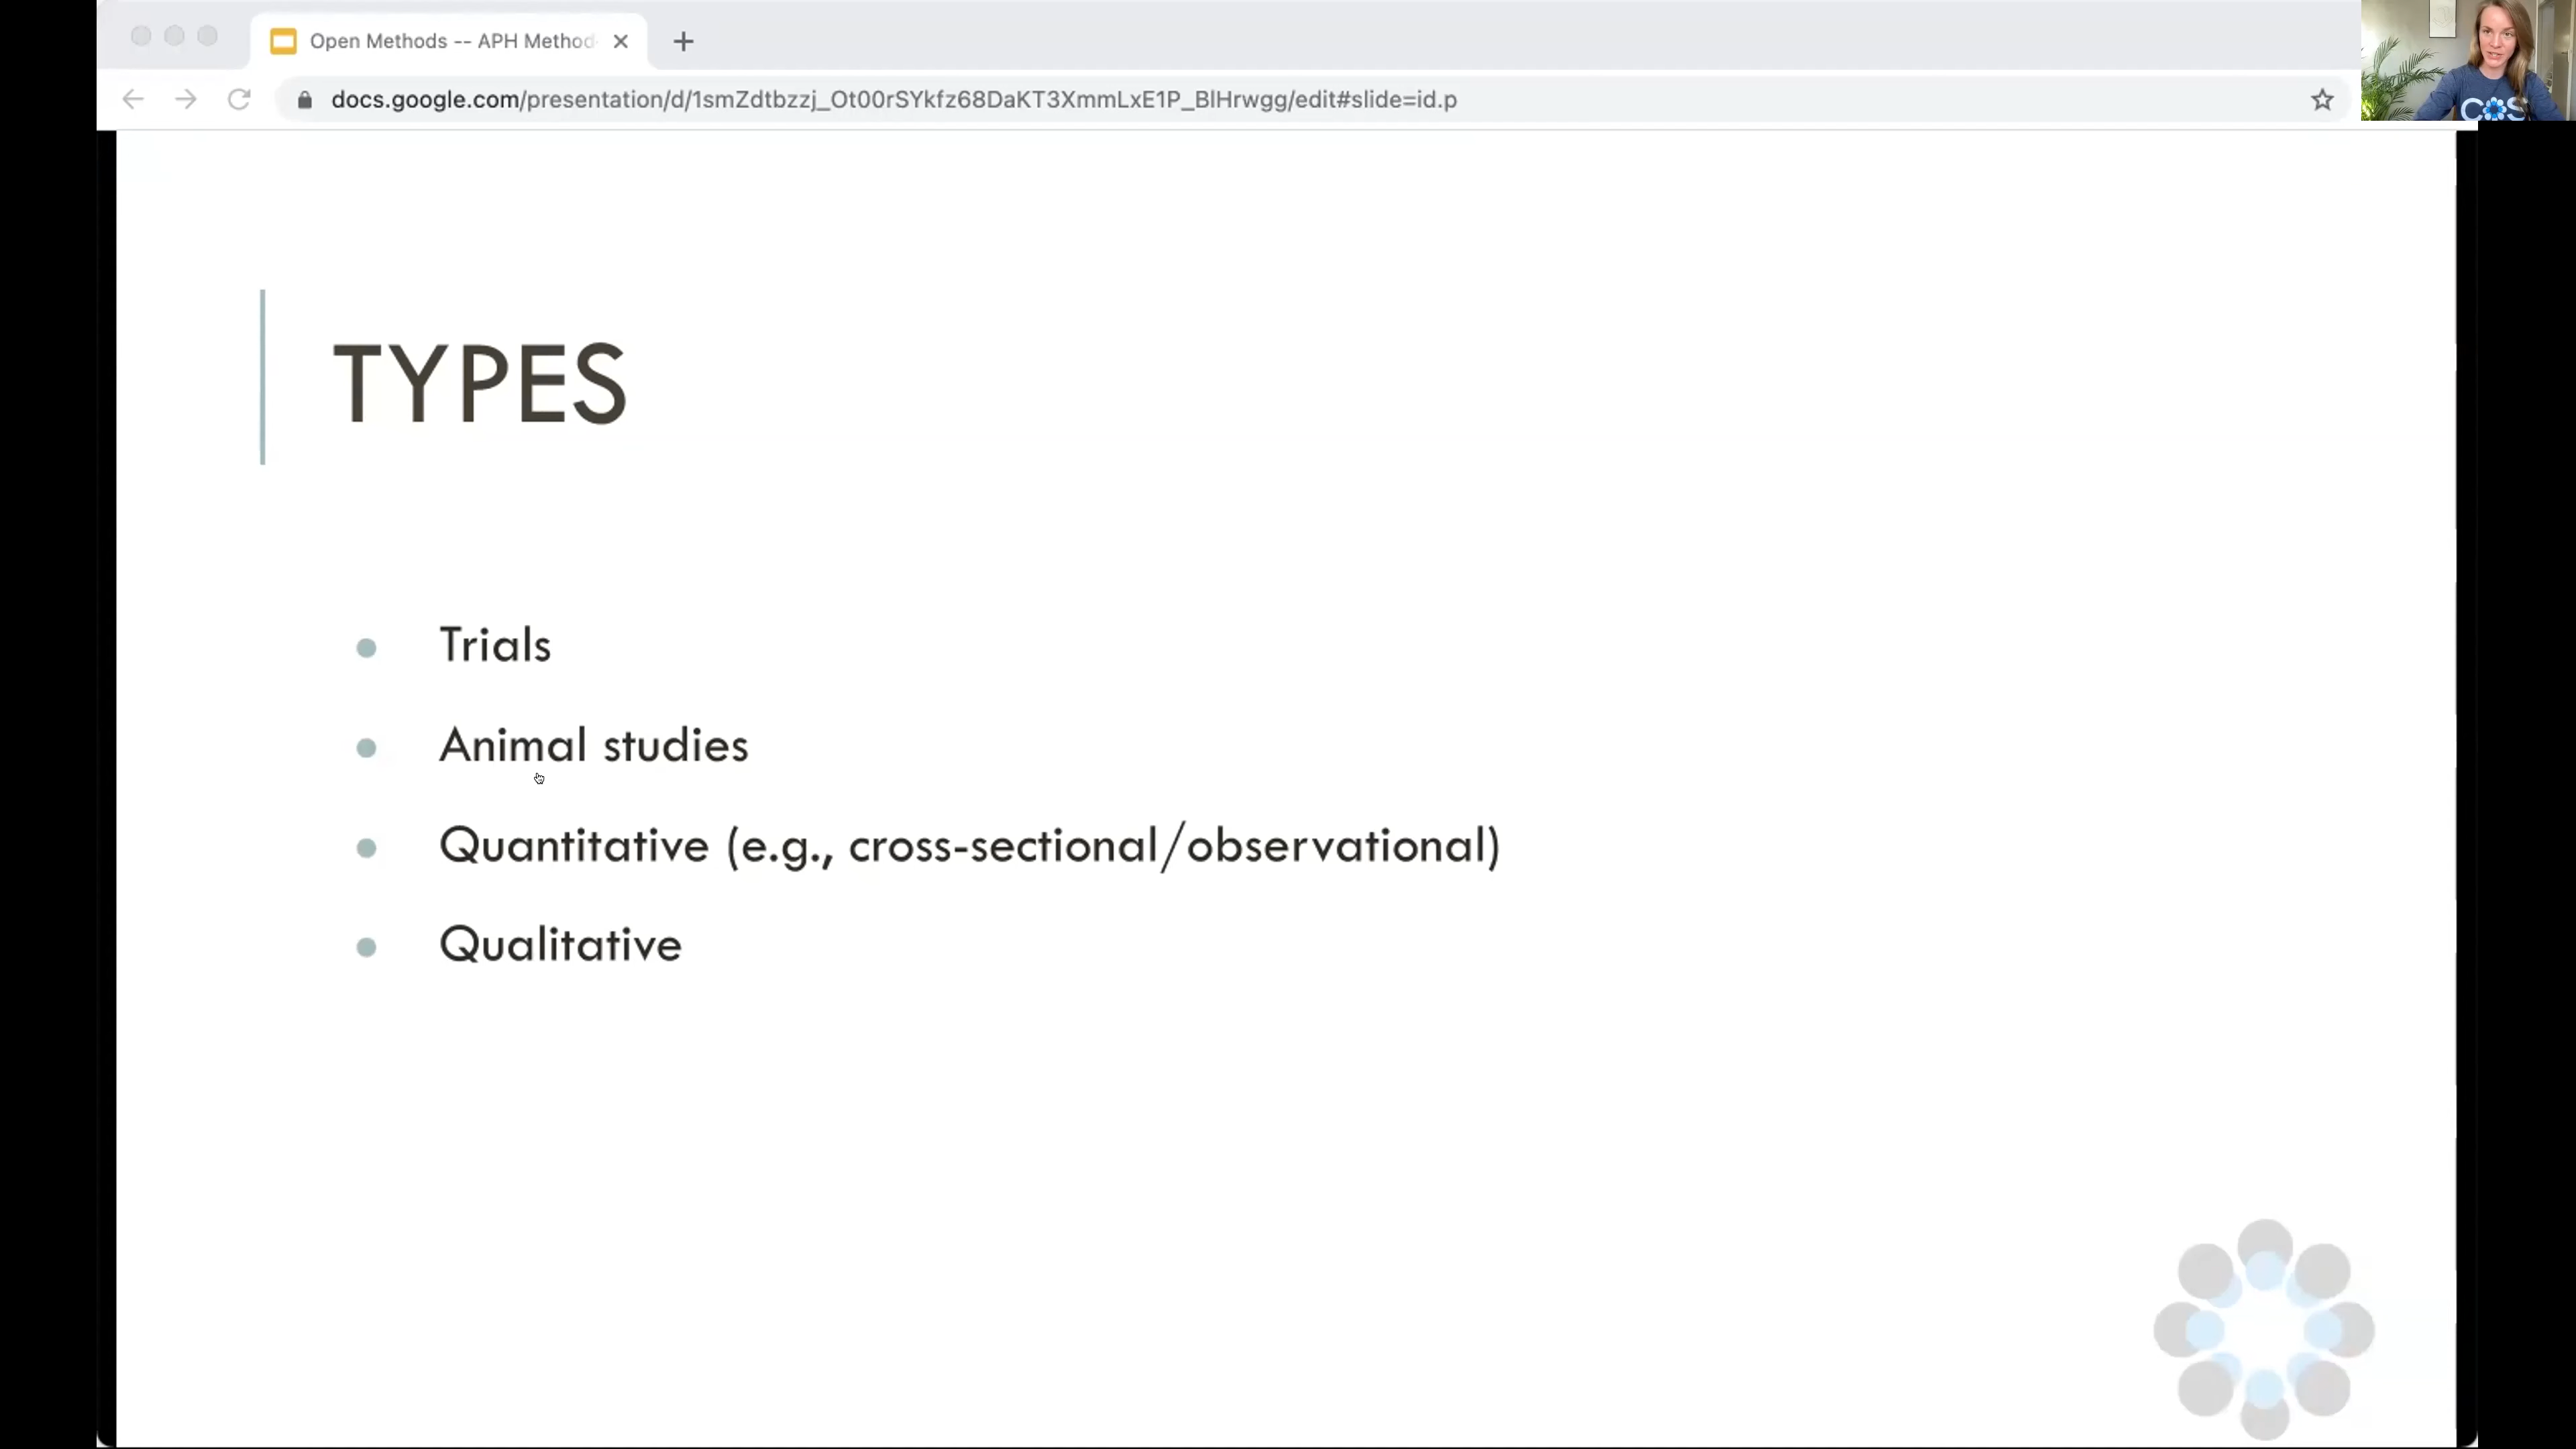 Open Methods -- APH Method
docs.google.com/presentation/d/1smZdtbzzj_Ot00rSYkfz68DaKT3XmmLxE1P_BlHrwgg/edit#slide=id.p
COS
TYPES
Trials
Animal studies
Quantitative (e.g., cross-sectional/observational)
Qualitative